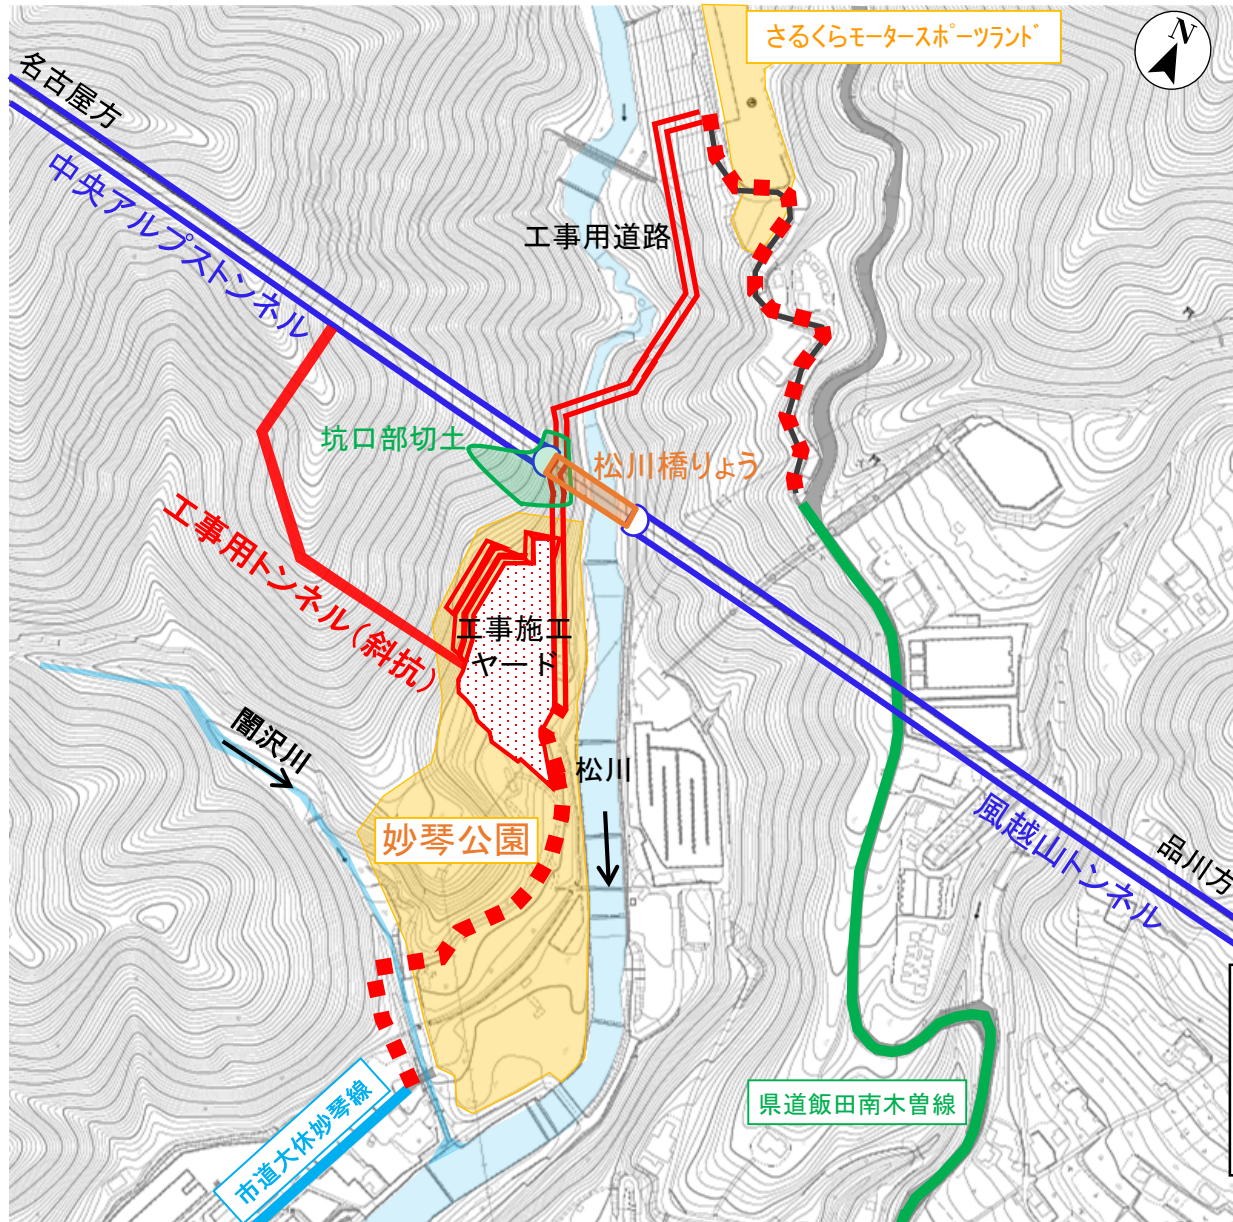 さるくらモータースポーツランド
N
名古屋方
中央アルプストンネル
工事用道路
坑口部切土
松川橋りょう
工事用トンネル(斜抗)
工事施工
ヤード
闇沢川
松川
妙琴公園
風越山トンネル
品川方
県道飯田南木曽線
市道大休妙琴線